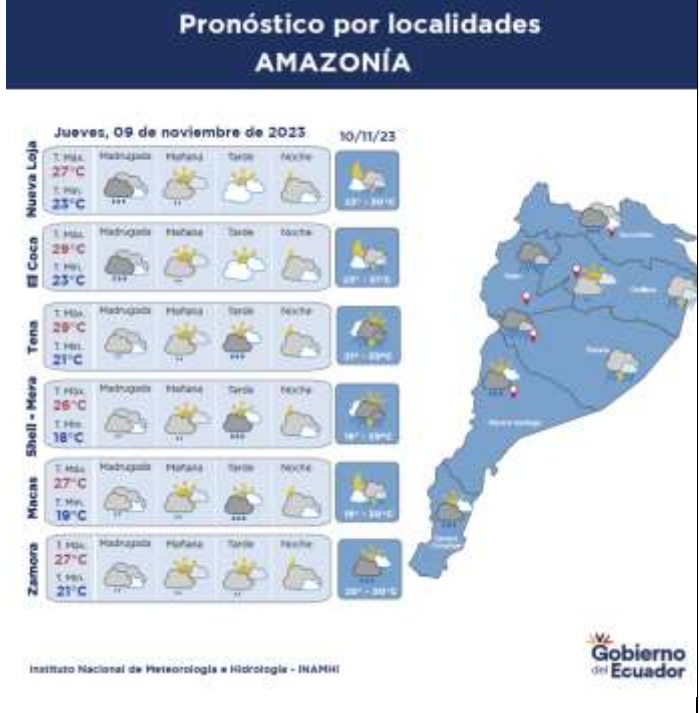 Pronóstico por localidades
AMAZONÍA
Jueves, 09 de noviembre de 2023
10/11/23
Nueva Loja
T. Máx.
27°C
T. Mín.
23°C
Madrugada
Mañana
Tarde
Noche
El Coca
T. Máx.
29°C
T. Mín.
23°C
Madrugada
Mañana
Tarde
Noche
Tena
T. Máx.
29°C
T. Mín.
21°C
Madrugada
Mañana
Tarde
Noche
Shell - Mera
T. Máx.
26°C
T. Mín.
18°C
Madrugada
Mañana
Tarde
Noche
Macas
T. Máx.
27°C
T. Mín.
19°C
Madrugada
Mañana
Tarde
Noche
Zamora
T. Máx.
27°C
T. Mín.
21°C
Madrugada
Mañana
Tarde
Noche
Instituto Nacional de Meteorología e Hidrología - INAMHI
Gobierno
del Ecuador